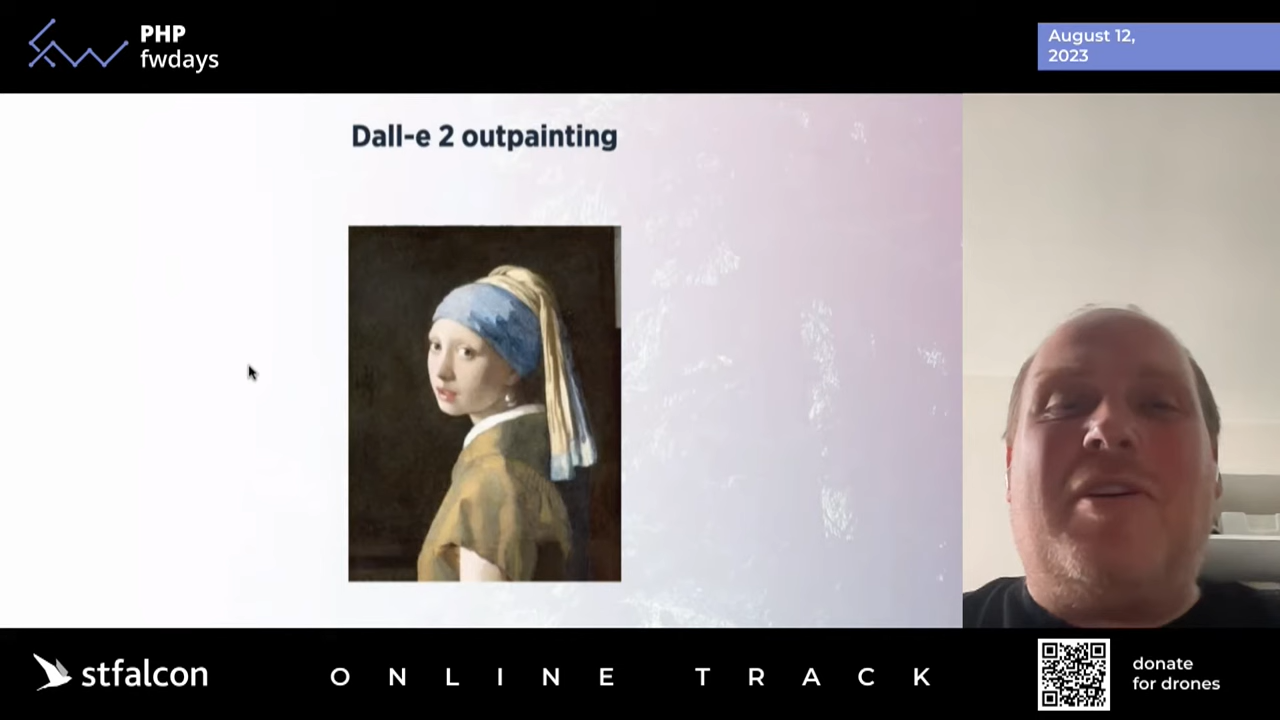 PHP
fwdays
August 12,
2023
Dall-e 2 outpainting
stfalcon
ONLINE TRACK
donate
for drones